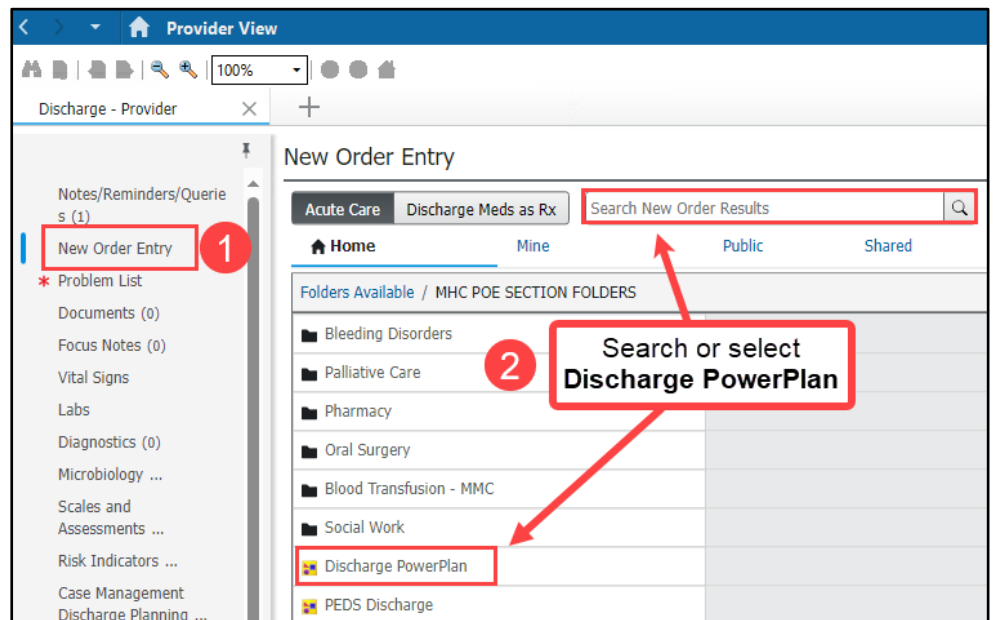 Provider View
100%
Discharge - Provider
New Order Entry
Notes/Reminders/Querie
s (1)
New Order Entry
1
* Problem List
Documents (0)
Focus Notes (0)
Vital Signs
Labs
Diagnostics (0)
Microbiology ...
Scales and
Assessments ...
Risk Indicators ...
Case Management
Discharge Planning ...
Acute Care Discharge Meds as Rx Search New Order Results
Home Mine Public Shared
Folders Available / MHC POE SECTION FOLDERS
Bleeding Disorders
Palliative Care
Pharmacy
Oral Surgery
Blood Transfusion - MMC
Social Work
Discharge PowerPlan
PEDS Discharge
2
Search or select
Discharge PowerPlan